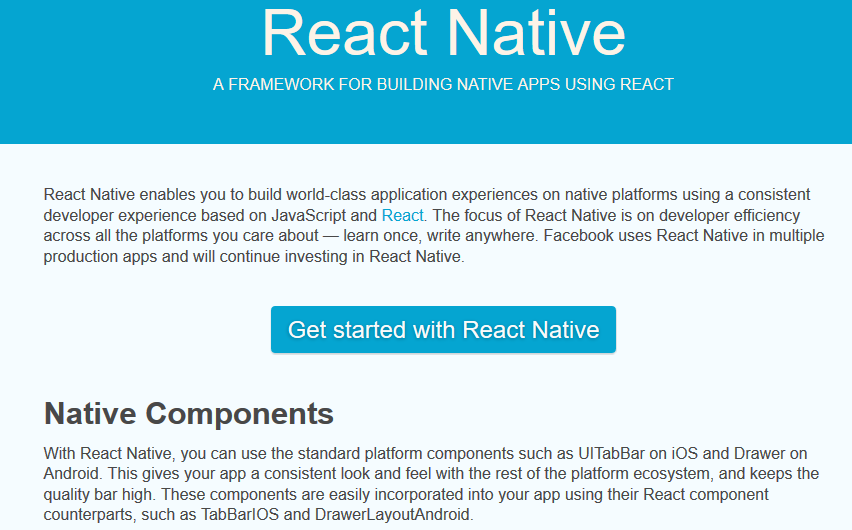 React Native
A FRAMEWORK FOR BUILDING NATIVE APPS USING REACT
React Native enables you to build world-class application experiences on native platforms using a consistent
developer experience based on JavaScript and React. The focus of React Native is on developer efficiency
across all the platforms you care about — learn once, write anywhere. Facebook uses React Native in multiple
production apps and will continue investing in React Native.
Get started with React Native
Native Components
With React Native, you can use the standard platform components such as UITabBar on iOS and Drawer on
Android. This gives your app a consistent look and feel with the rest of the platform ecosystem, and keeps the
quality bar high. These components are easily incorporated into your app using their React component
counterparts, such as TabBarIOS and DrawerLayoutAndroid.